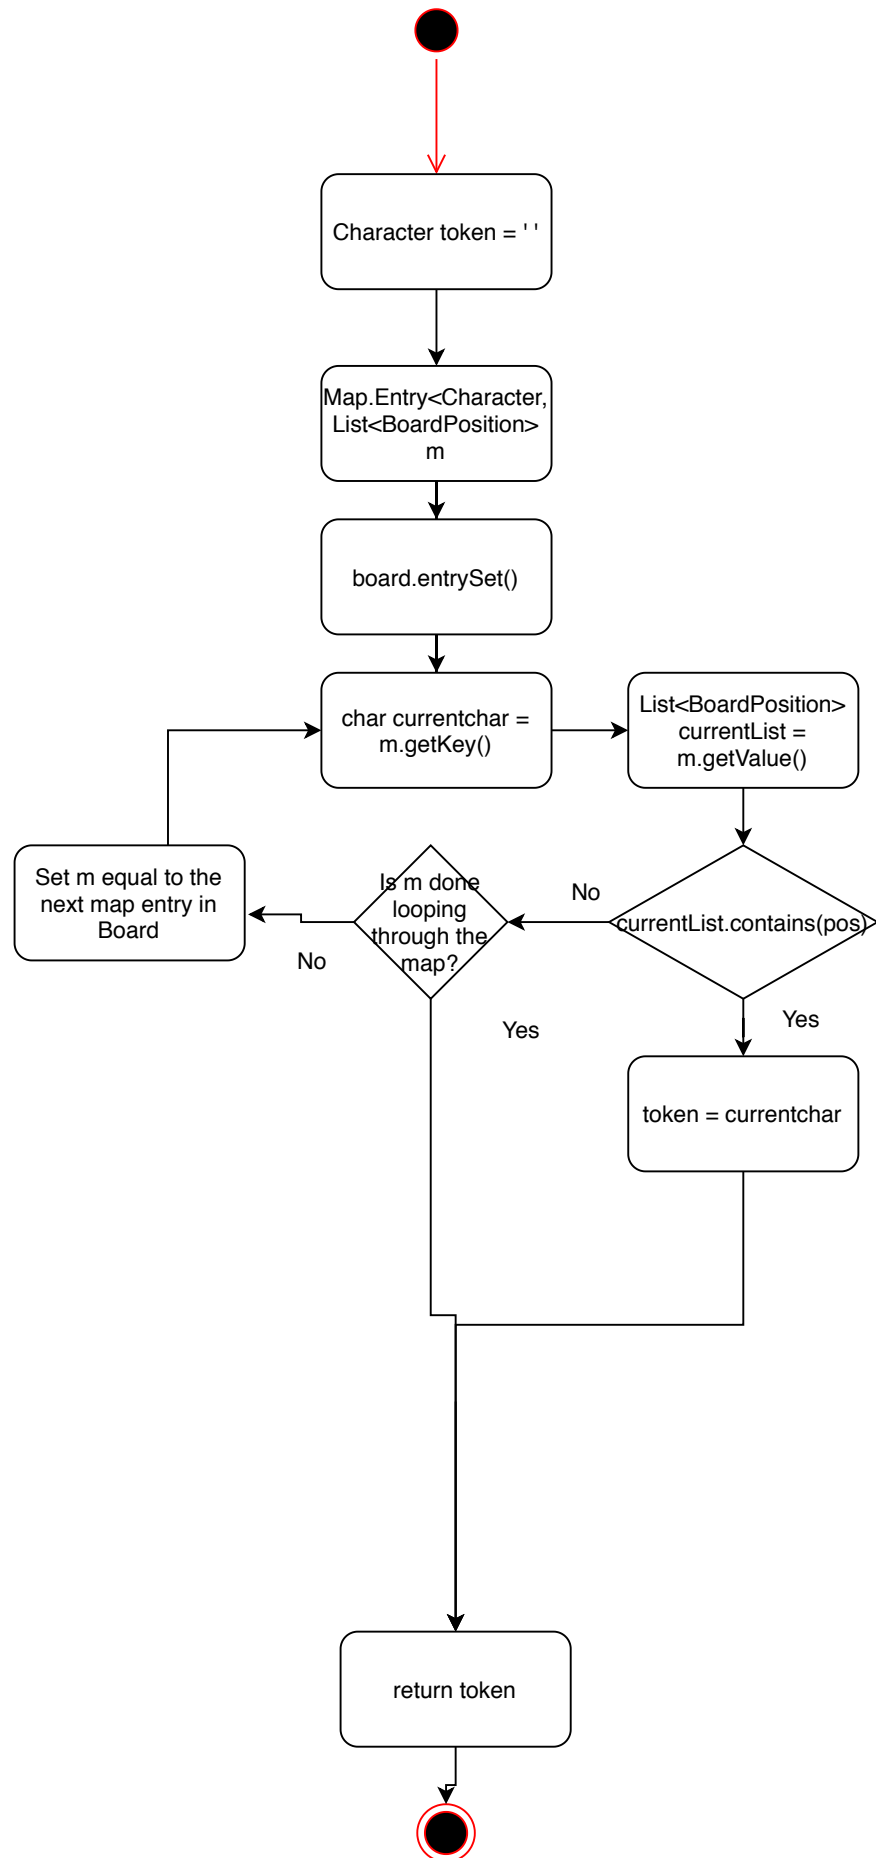 Character token = ' '
Map.Entry<Character,
List<BoardPosition>
m
board.entrySet()
char currentchar =
m.getKey()
List<BoardPosition>
currentList =
m.getValue()
Set m equal to the
next map entry in
Board
No
Is m done
looping
through the
map?
No
currentList.contains(pos)
Yes
Yes
token = currentchar
return token